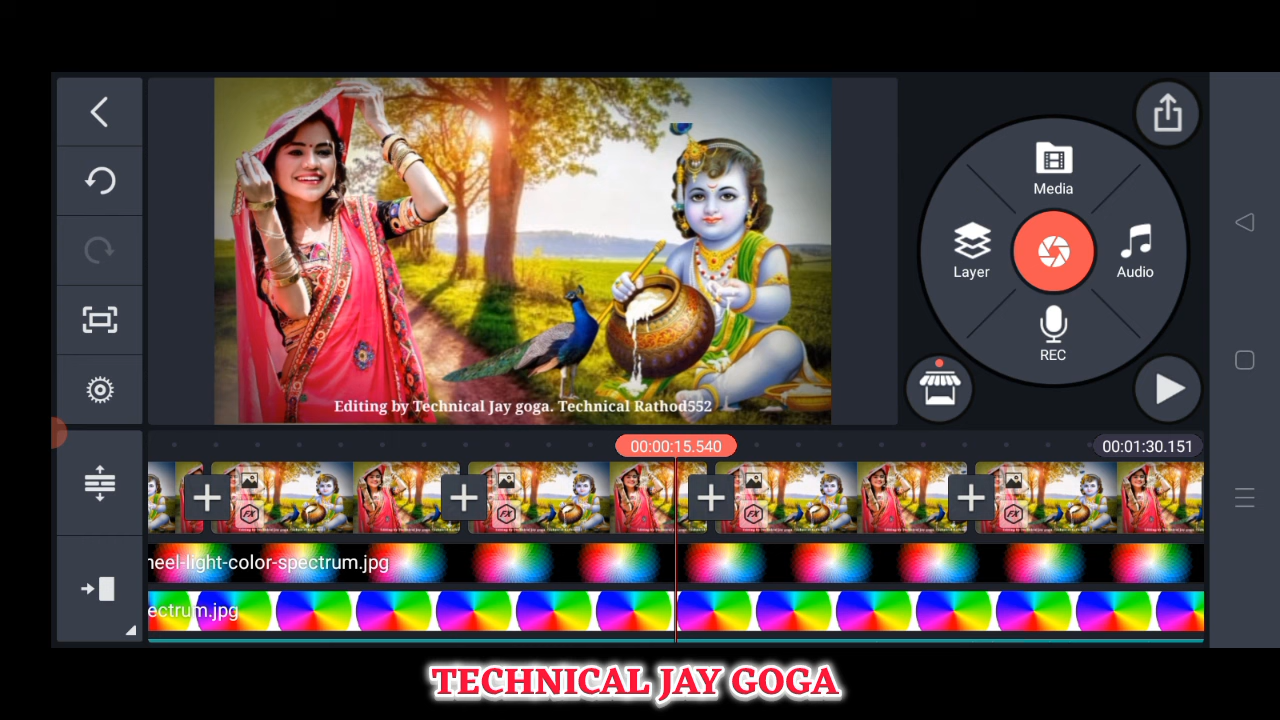 Media
Layer
Audio
REC
Editing by Technical Jay goga. Technical Rathod552
00:00:15.540
00:01:30.151
heel-light-color-spectrum.jpg
ectrum.jpg
TECHNICAL JAY GOGA